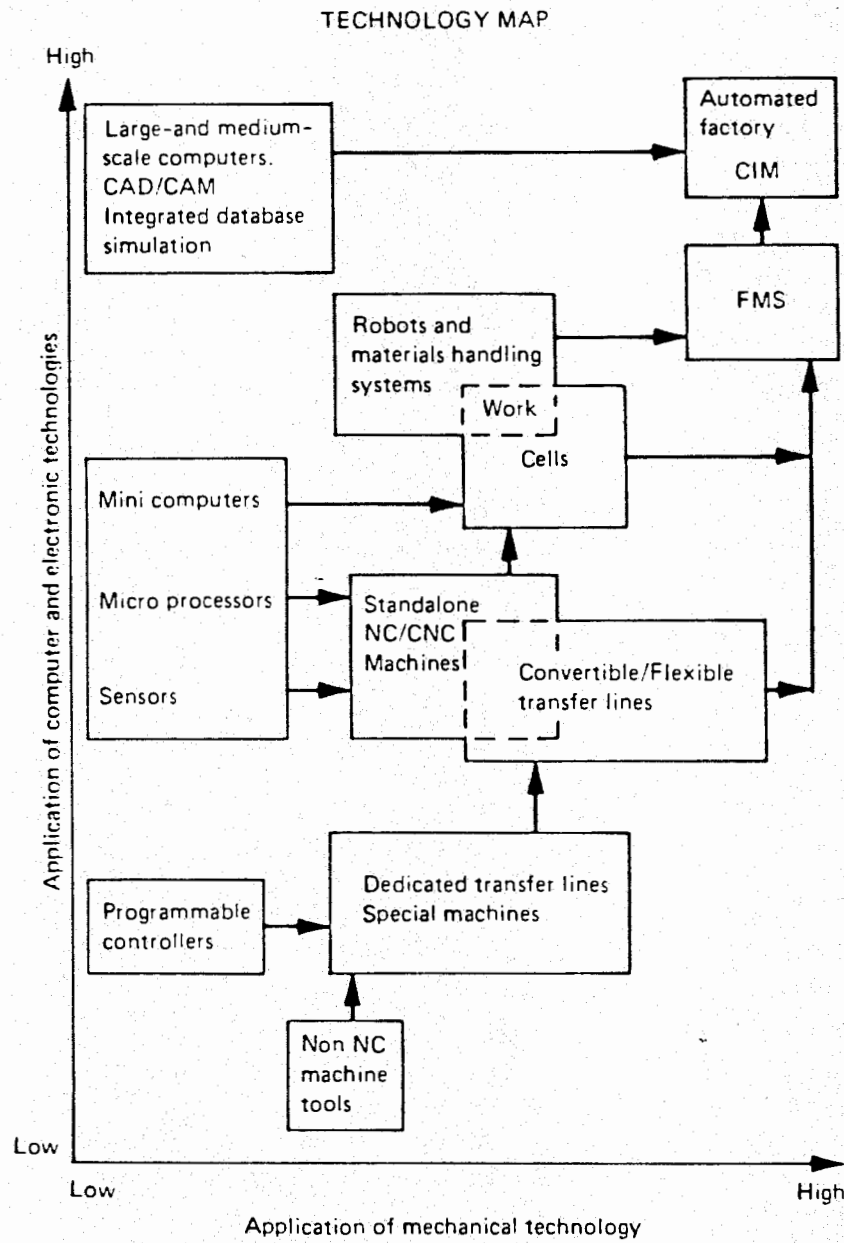 TECHNOLOGY MAP
High
Application of computer and electronic technologies
Large-and medium-
scale computers.
CAD/CAM
Integrated database
simulation
Automated
factory
CIM
FMS
Robots and
materials handling
systems
Work
Cells
Mini computers
Micro processors
Sensors
Standalone
NC/CNC
Machines
Convertible/Flexible
transfer lines
Dedicated transfer lines
Special machines
Programmable
controllers
Non NC
machine
tools
Low
Low
High
Application of mechanical technology